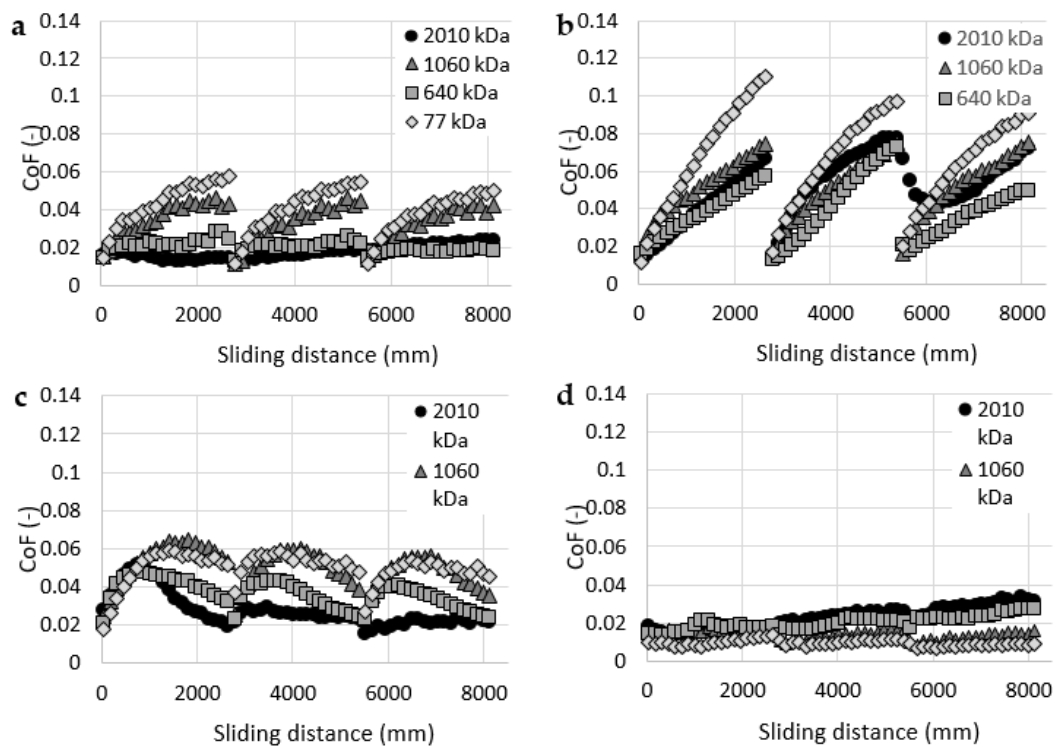 a
0.14
0.12
0.1
0.08
0.06
0.04
0.02
0
CoF (-)
2010 kDa
1060 kDa
640 kDa
77 kDa
0 2000 4000 6000 8000
Sliding distance (mm)
b
0.14
0.12
0.1
0.08
0.06
0.04
0.02
0
CoF (-)
2010 kDa
1060 kDa
640 kDa
0 2000 4000 6000 8000
Sliding distance (mm)
c
0.14
0.12
0.1
0.08
0.06
0.04
0.02
0
CoF (-)
2010
kDa
1060
kDa
0 2000 4000 6000 8000
Sliding distance (mm)
d
0.14
0.12
0.1
0.08
0.06
0.04
0.02
0
CoF (-)
2010
kDa
1060
kDa
0 2000 4000 6000 8000
Sliding distance (mm)